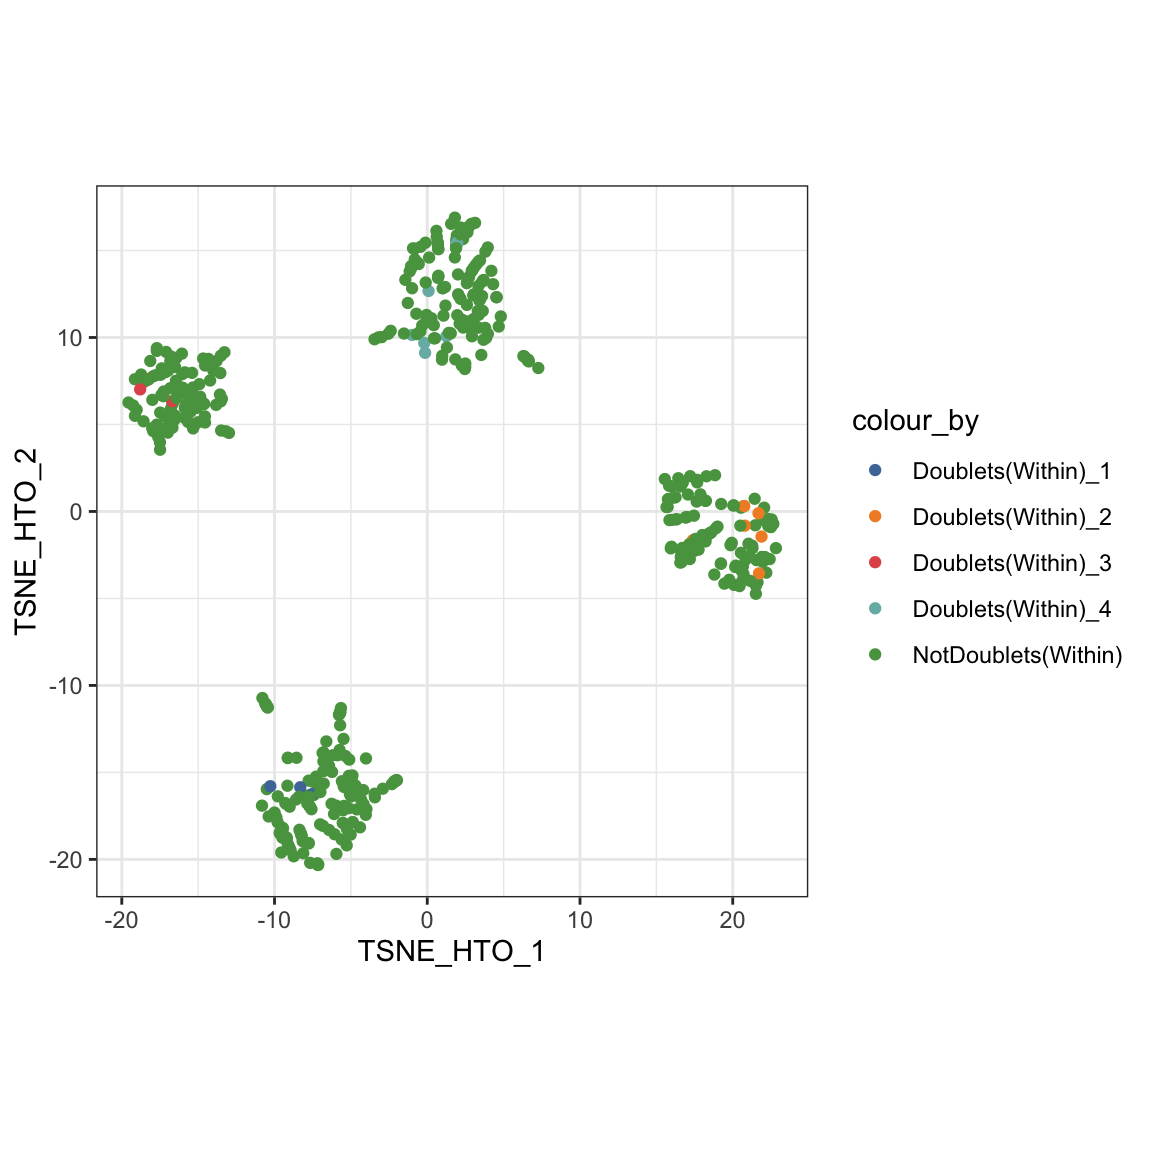 TSNE_HTO_2
10
0
-10
-20
-20
-10
0
10
20
TSNE_HTO_1
colour_by
Doublets(Within)_1
Doublets(Within)_2
Doublets(Within)_3
Doublets(Within)_4
NotDoublets(Within)